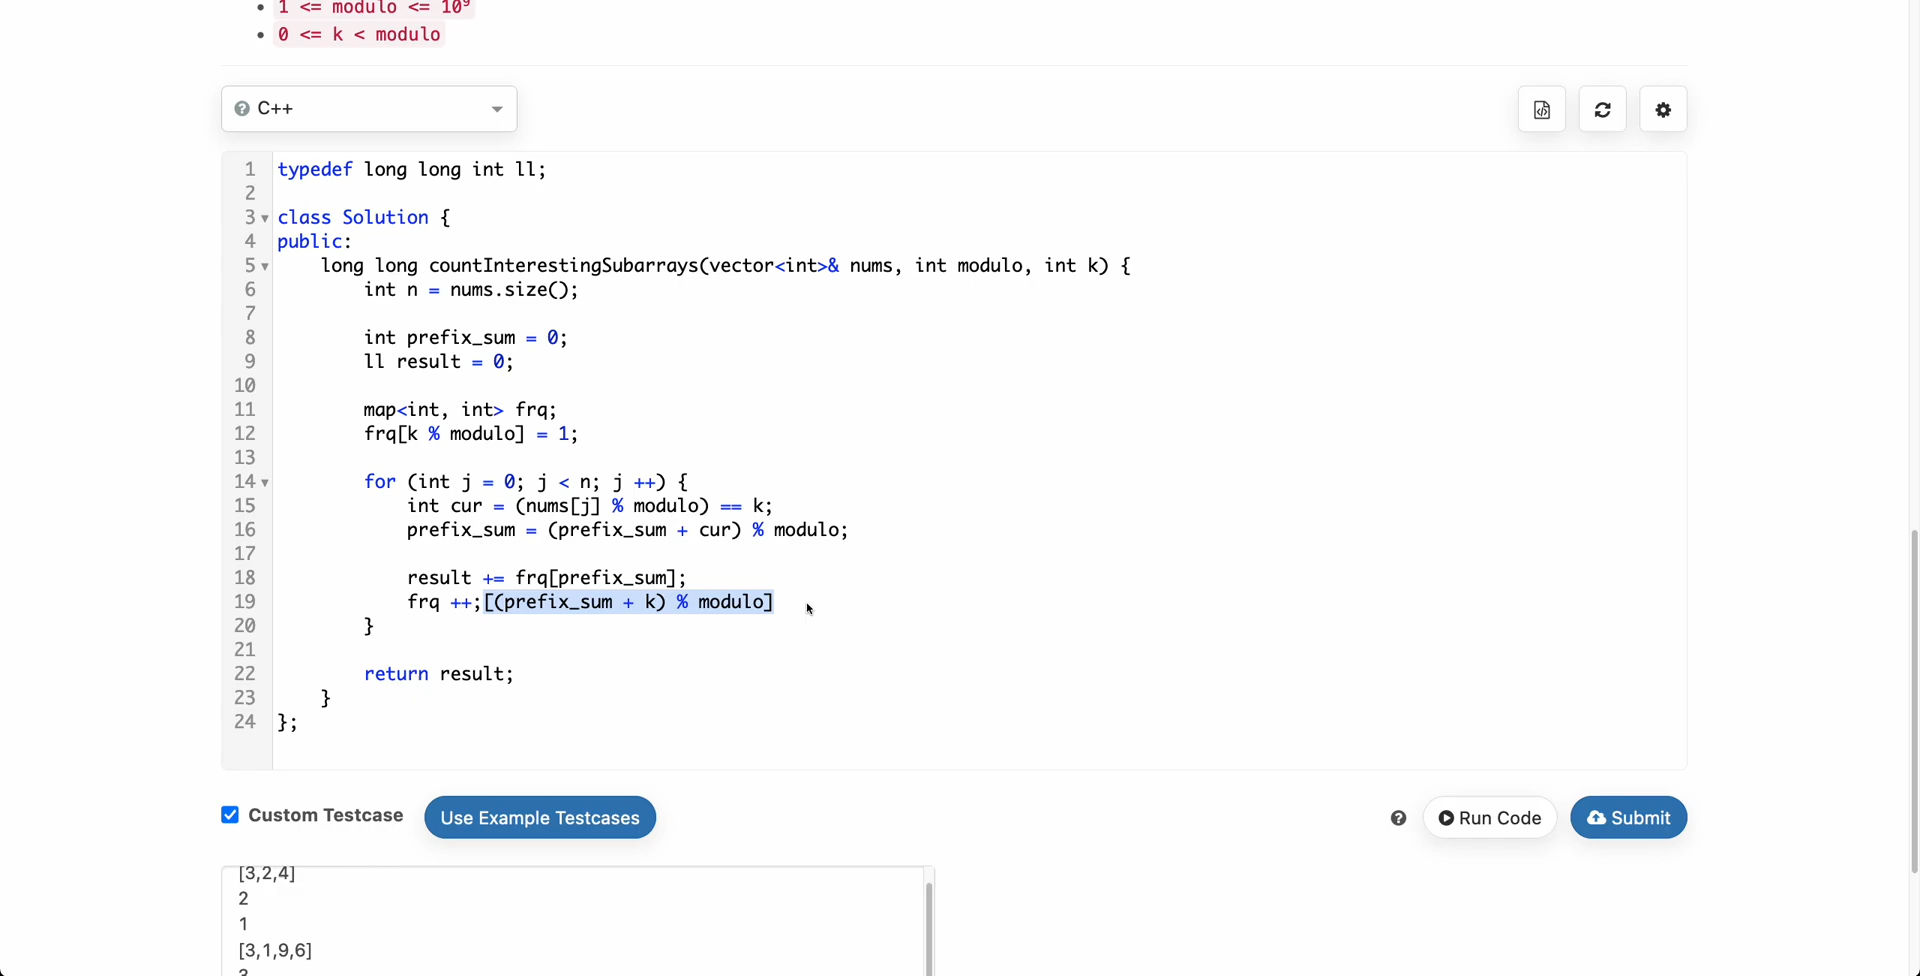 1 <= modulo <= 10⁹
0 <= k < modulo
C++
1 typedef long long int ll;
2
3 class Solution {
4 public:
5     long long countInterestingSubarrays(vector<int>& nums, int modulo, int k) {
6         int n = nums.size();
7
8         int prefix_sum = 0;
9         ll result = 0;
10
11         map<int, int> frq;
12         frq[k % modulo] = 1;
13
14         for (int j = 0; j < n; j ++) {
15             int cur = (nums[j] % modulo) == k;
16             prefix_sum = (prefix_sum + cur) % modulo;
17
18             result += frq[prefix_sum];
19             frq ++;[(prefix_sum + k) % modulo]
20         }
21
22         return result;
23     }
24 };
Custom Testcase
Use Example Testcases
Run Code
Submit
[3,2,4]
2
1
[3,1,9,6]
3